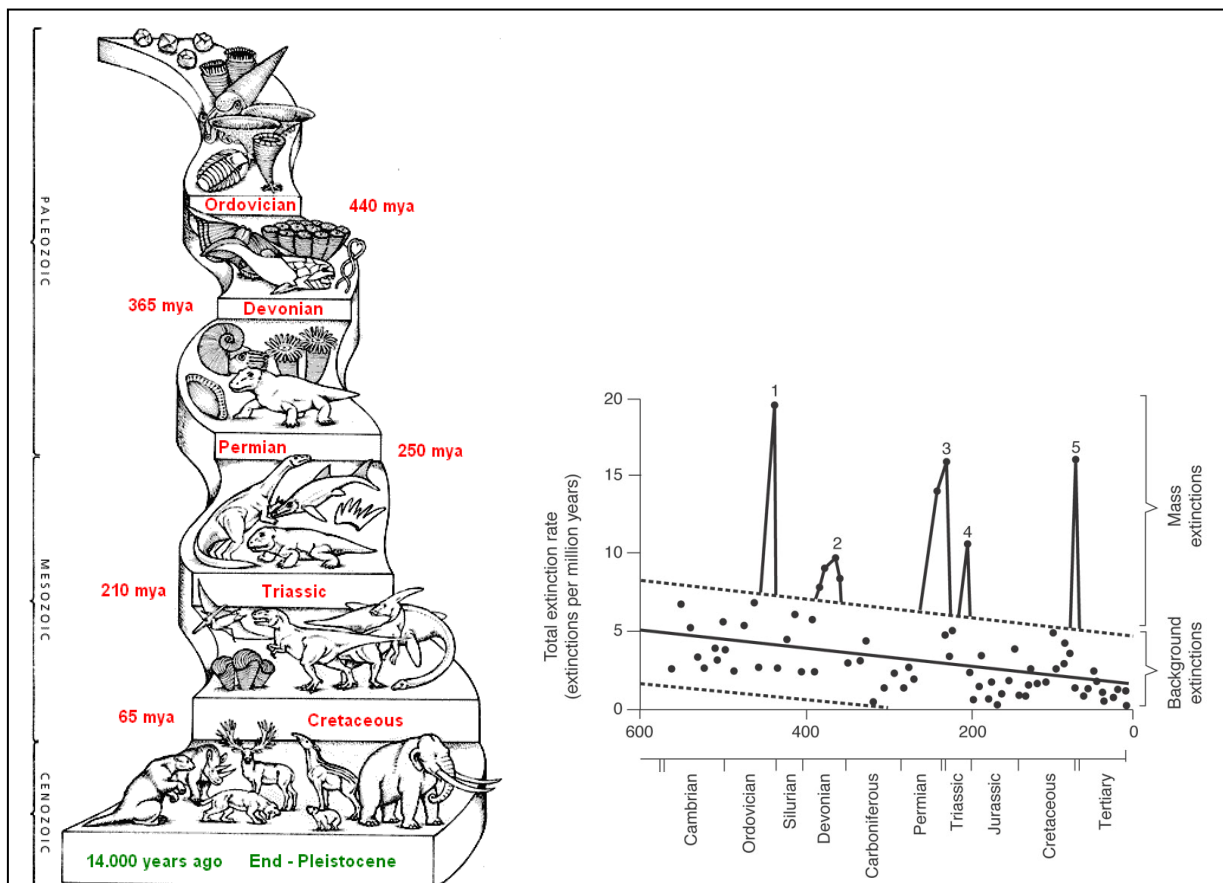 PALEOZOIC
MESOZOIC
CENOZOIC
Ordovician
440 mya
365 mya
Devonian
Permian
250 mya
210 mya
Triassic
65 mya
Cretaceous
14.000 years ago End - Pleistocene
Total extinction rate
(extinctions per million years)
20
15
10
5
0
1
2
3
4
5
Mass
extinctions
Background
extinctions
600
400
200
0
Cambrian
Ordovician
Silurian
Devonian
Carboniferous
Permian
Triassic
Jurassic
Cretaceous
Tertiary